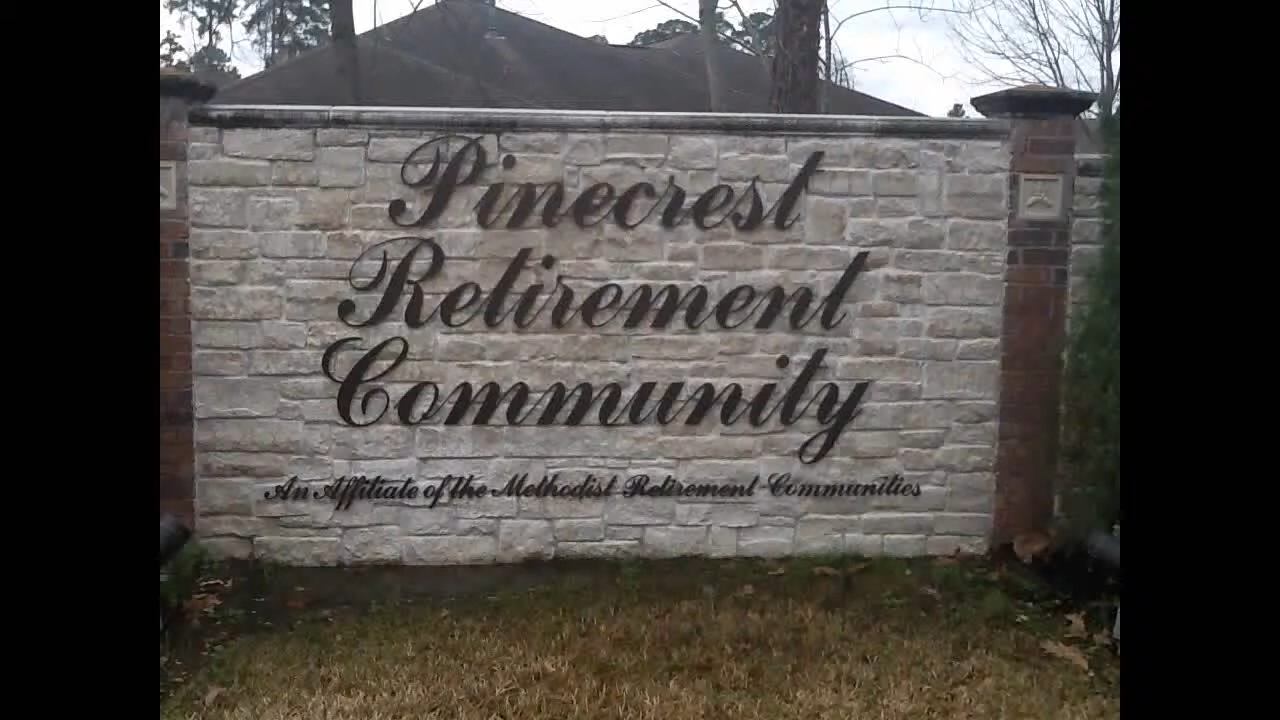 Pinecrest
Retirement
Community
An Affiliate of the Methodist Retirement Communities